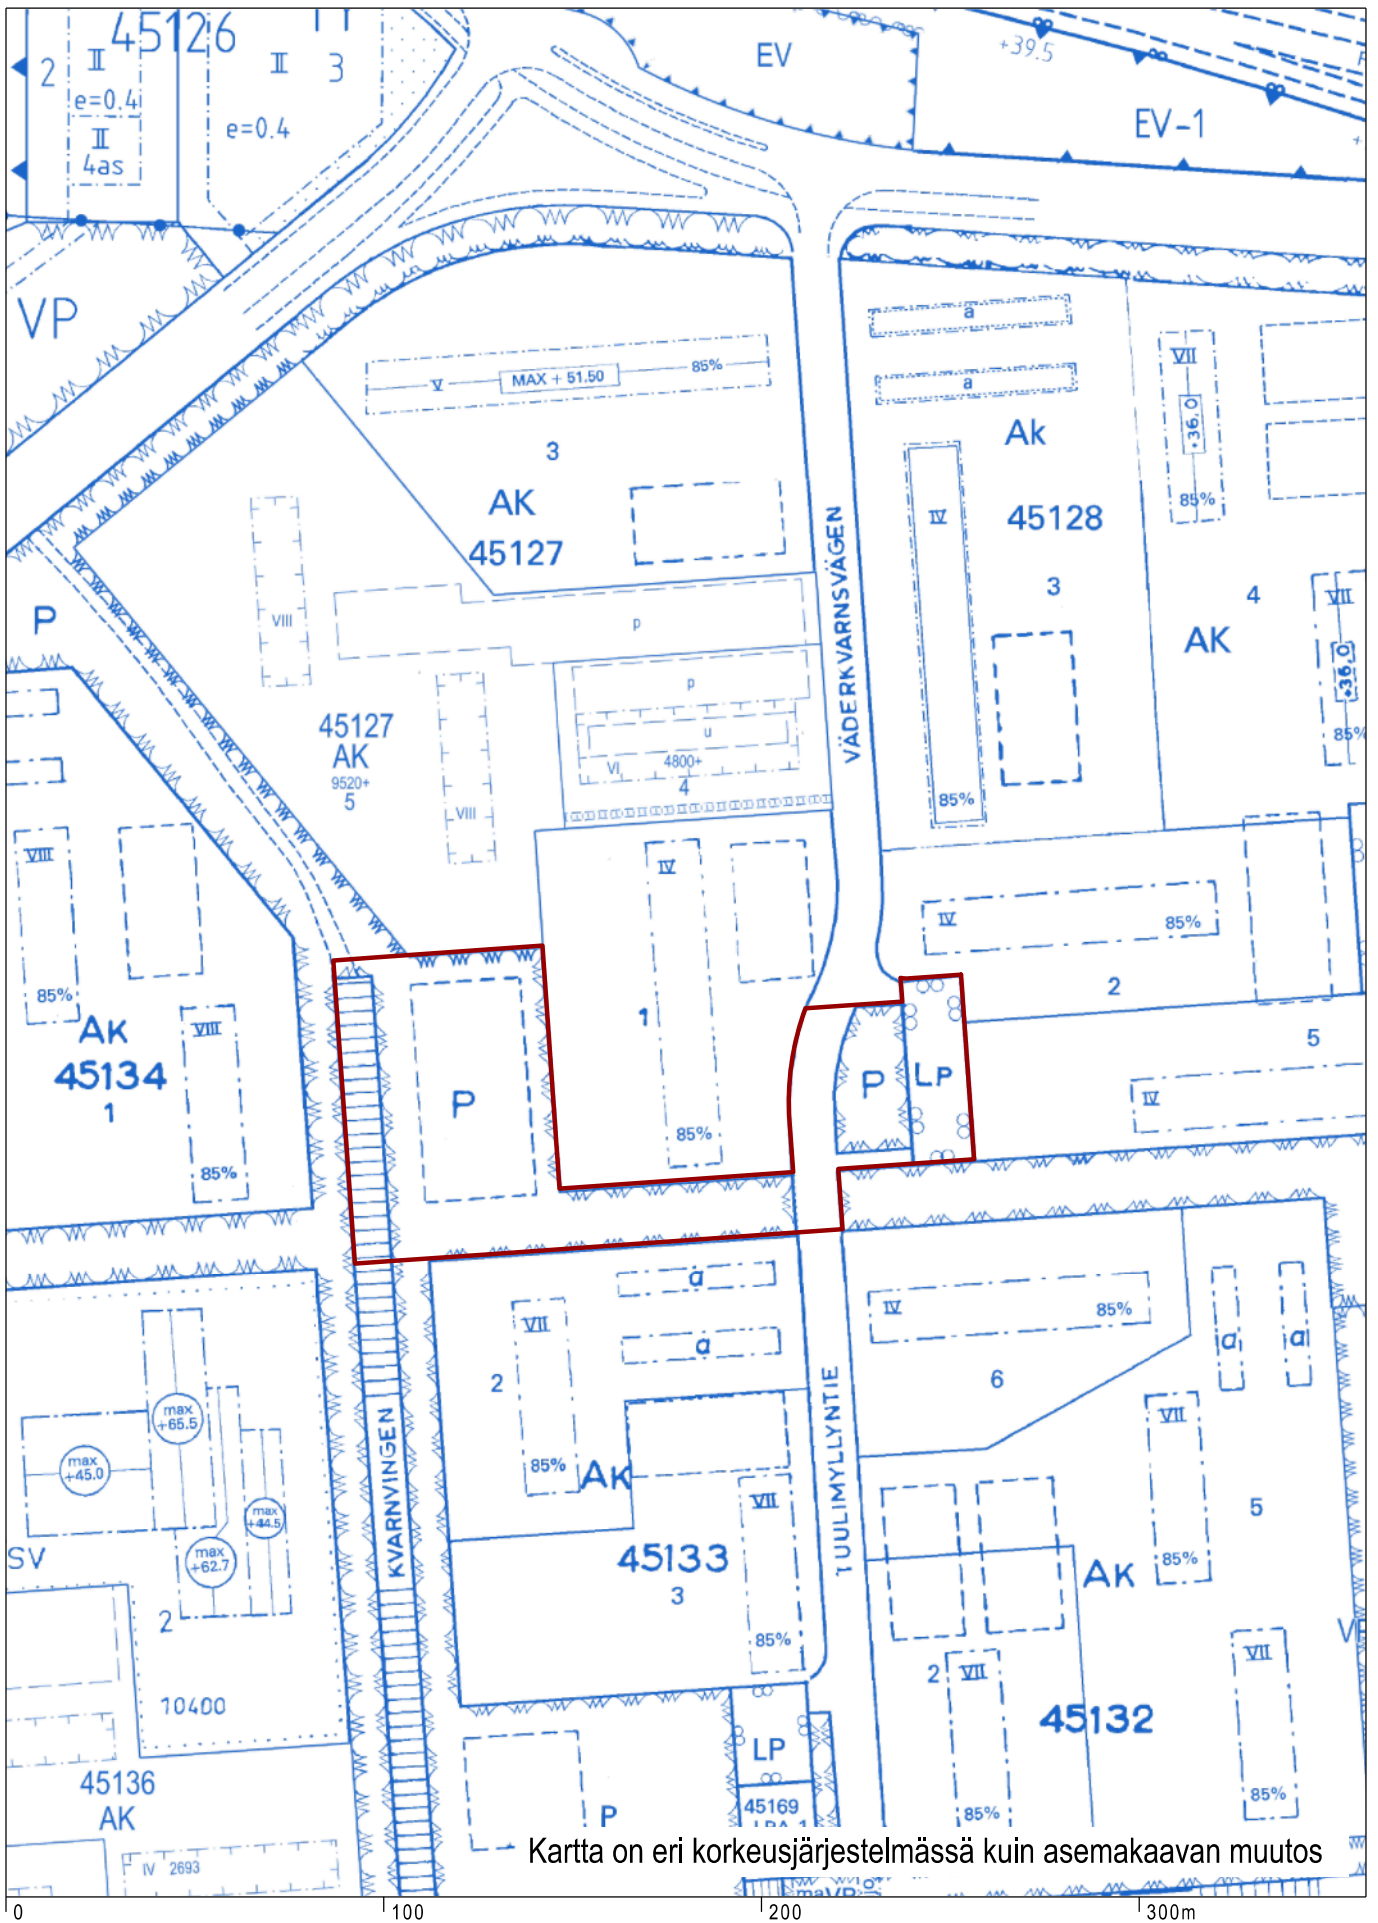 45126
2
II
e=0.4
II
4as
II
3
e=0.4
EV
+39.5
EV-1
VP
V
MAX + 51.50
85%
3
AK
45127
a
a
Ak
IV
45128
3
85%
VII
+36,0
85%
4
AK
VII
+36,0
85%
VÄDERKVARNSVÄGEN
P
VIII
p
45127
AK
9520+
5
VIII
p
u
VI
4800+
4
VIII
85%
AK
45134
1
VIII
85%
IV
1
85%
P
P
LP
IV
85%
2
5
IV
a
a
VII
2
85%
AK
IV
85%
6
a
a
TUULIMYLLYNTIE
KVARNVINGEN
max
+65.5
max
+45.0
max
+44.5
max
+62.7
SV
2
10400
45133
3
VII
85%
VII
85%
5
AK
2
VII
85%
VII
85%
45132
45136
AK
IV 2693
P
LP
45169
Kartta on eri korkeusjärjestelmässä kuin asemakaavan muutos
0
100
200
300m